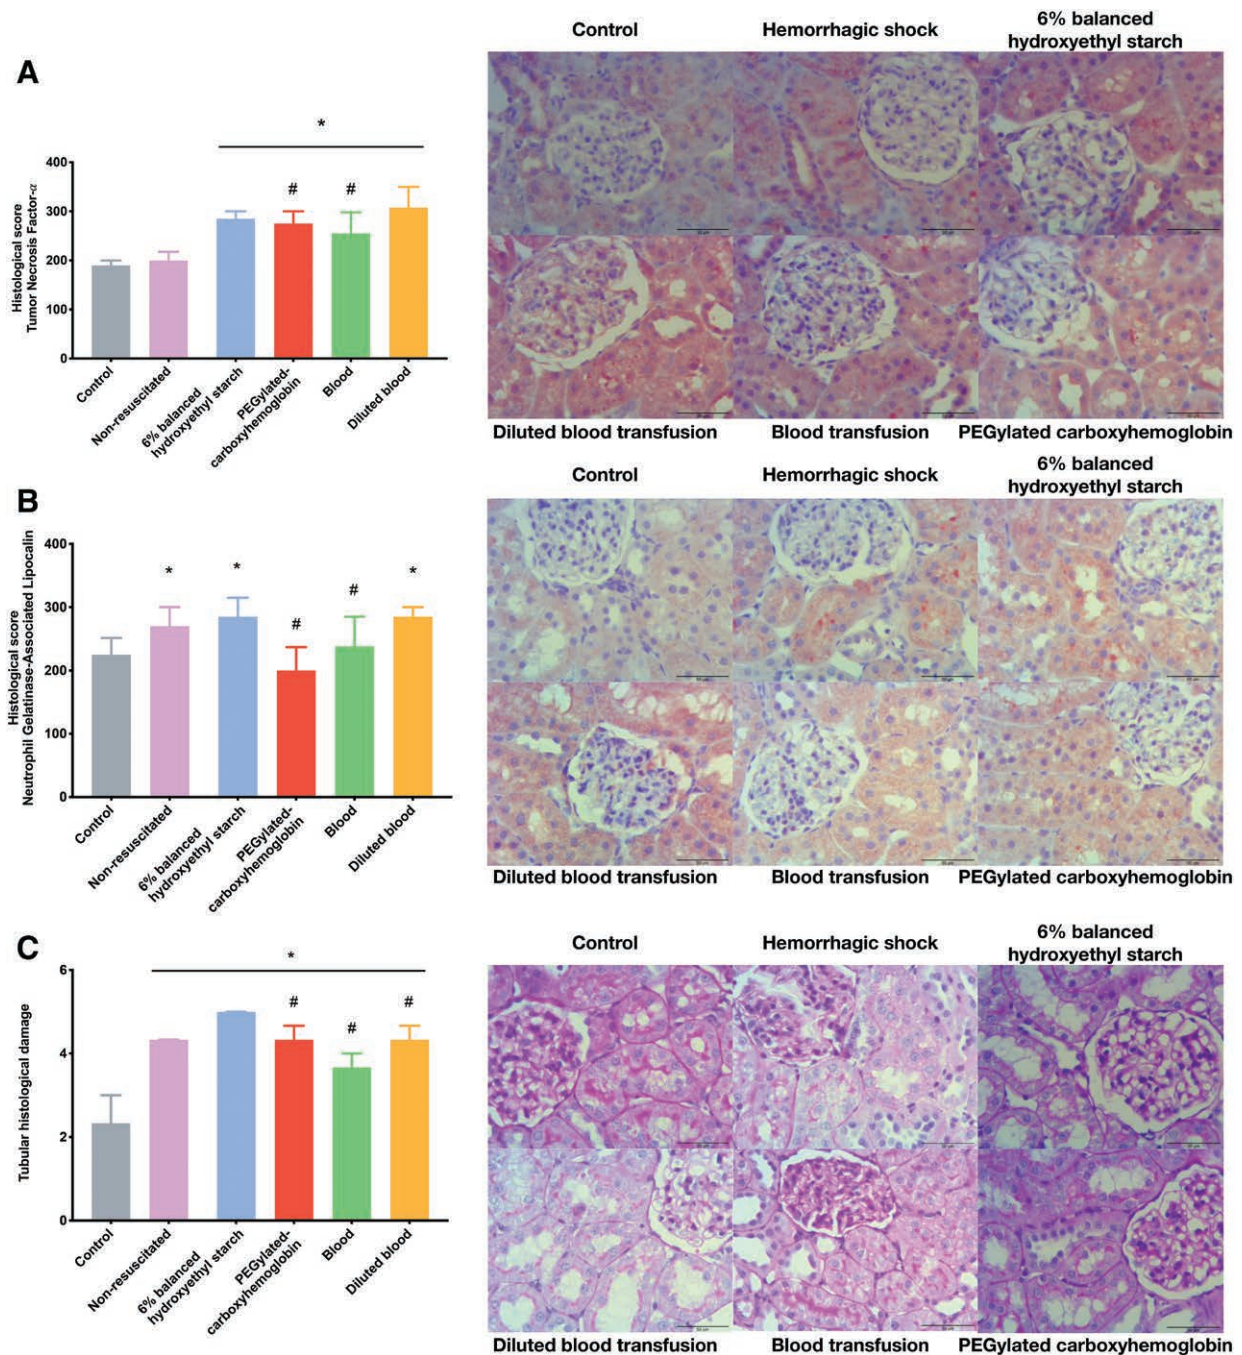 A
Control
Hemorrhagic shock
6% balanced
hydroxyethyl starch
*
#
#
400
300
200
100
0
Histological score
Tumor Necrosis Factor-α
Control
Non-resuscitated
6% balanced
hydroxyethyl starch
PEGylated-
carboxyhemoglobin
Blood
Diluted blood
Diluted blood transfusion
Blood transfusion
PEGylated carboxyhemoglobin
B
Control
Hemorrhagic shock
6% balanced
hydroxyethyl starch
*
*
#
#
*
400
300
200
100
0
Histological score
Neutrophil Gelatinase-Associated Lipocalin
Control
Non-resuscitated
6% balanced
hydroxyethyl starch
PEGylated-
carboxyhemoglobin
Blood
Diluted blood
Diluted blood transfusion
Blood transfusion
PEGylated carboxyhemoglobin
C
Control
Hemorrhagic shock
6% balanced
hydroxyethyl starch
*
#
#
#
6
4
2
0
Tubular histological damage
Control
Non-resuscitated
6% balanced
hydroxyethyl starch
PEGylated-
carboxyhemoglobin
Blood
Diluted blood
Diluted blood transfusion
Blood transfusion
PEGylated carboxyhemoglobin